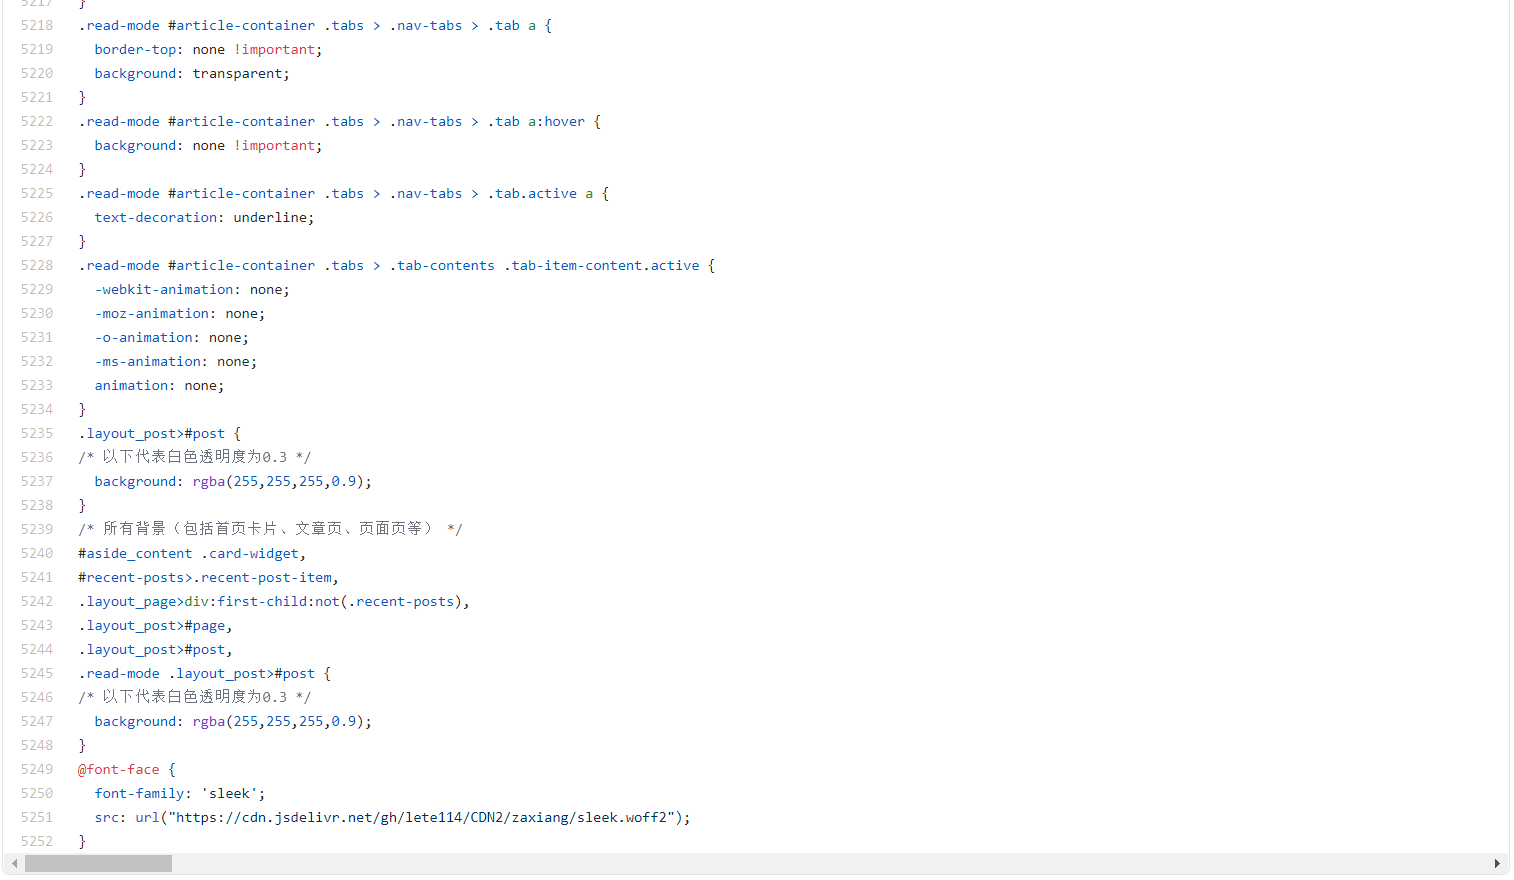 5217 }
5218 .read-mode #article-container .tabs > .nav-tabs > .tab a {
5219 border-top: none !important;
5220 background: transparent;
5221 }
5222 .read-mode #article-container .tabs > .nav-tabs > .tab a:hover {
5223 background: none !important;
5224 }
5225 .read-mode #article-container .tabs > .nav-tabs > .tab.active a {
5226 text-decoration: underline;
5227 }
5228 .read-mode #article-container .tabs > .tab-contents .tab-item-content.active {
5229 -webkit-animation: none;
5230 -moz-animation: none;
5231 -o-animation: none;
5232 -ms-animation: none;
5233 animation: none;
5234 }
5235 .layout_post>#post {
5236 /* 以下代表白色透明度为0.3 */
5237 background: rgba(255,255,255,0.9);
5238 }
5239 /* 所有背景（包括首页卡片、文章页、页面页等） */
5240 #aside_content .card-widget,
5241 #recent-posts>.recent-post-item,
5242 .layout_page>div:first-child:not(.recent-posts),
5243 .layout_post>#page,
5244 .layout_post>#post,
5245 .read-mode .layout_post>#post {
5246 /* 以下代表白色透明度为0.3 */
5247 background: rgba(255,255,255,0.9);
5248 }
5249 @font-face {
5250 font-family: 'sleek';
5251 src: url("https://cdn.jsdelivr.net/gh/lete114/CDN2/zaxiang/sleek.woff2");
5252 }